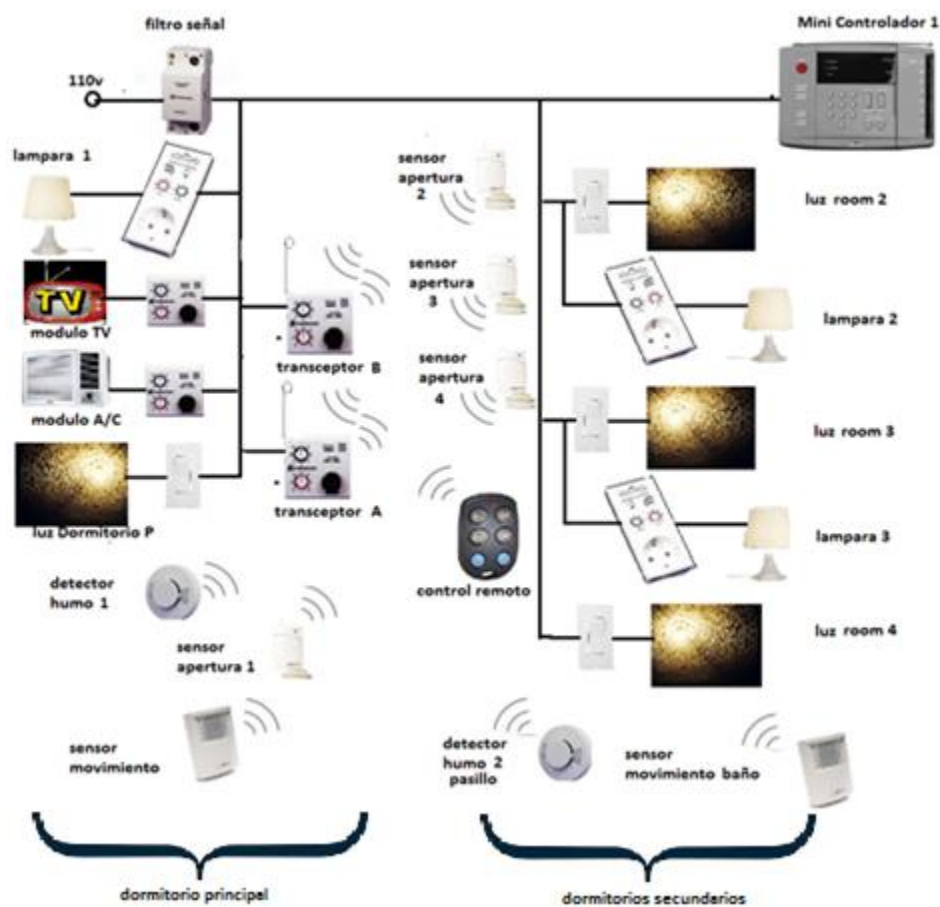 filtro señal
Mini Controlador 1
110v
lampara 1
modulo TV
TV
modulo A/C
luz Dormitorio P
transceptor B
transceptor A
sensor
apertura
2
sensor
apertura
3
sensor
apertura
4
control remoto
luz room 2
lampara 2
luz room 3
lampara 3
luz room 4
detector
humo 1
sensor
apertura 1
sensor
movimiento
detector
humo 2
pasillo
sensor
movimiento baño
dormitorio principal
dormitorios secundarios